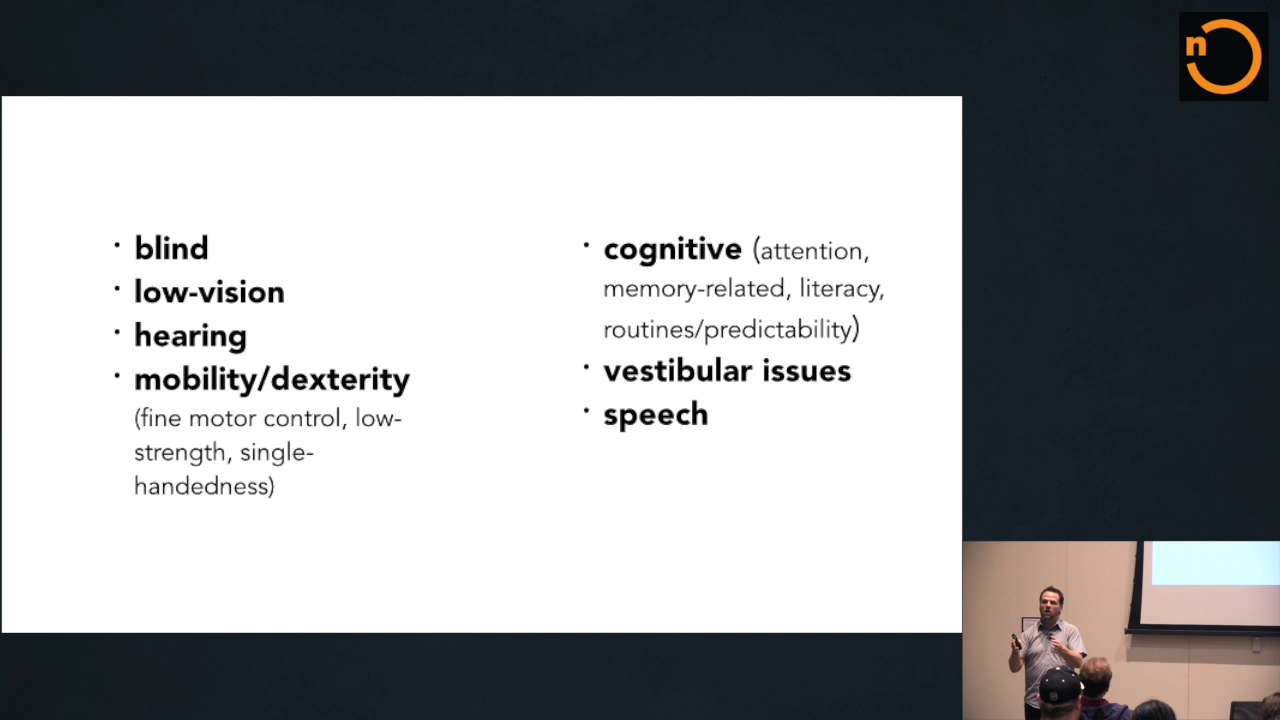 n
· blind
· low-vision
· hearing
· mobility/dexterity
(fine motor control, low-
strength, single-
handedness)
· cognitive (attention,
memory-related, literacy,
routines/predictability)
· vestibular issues
· speech